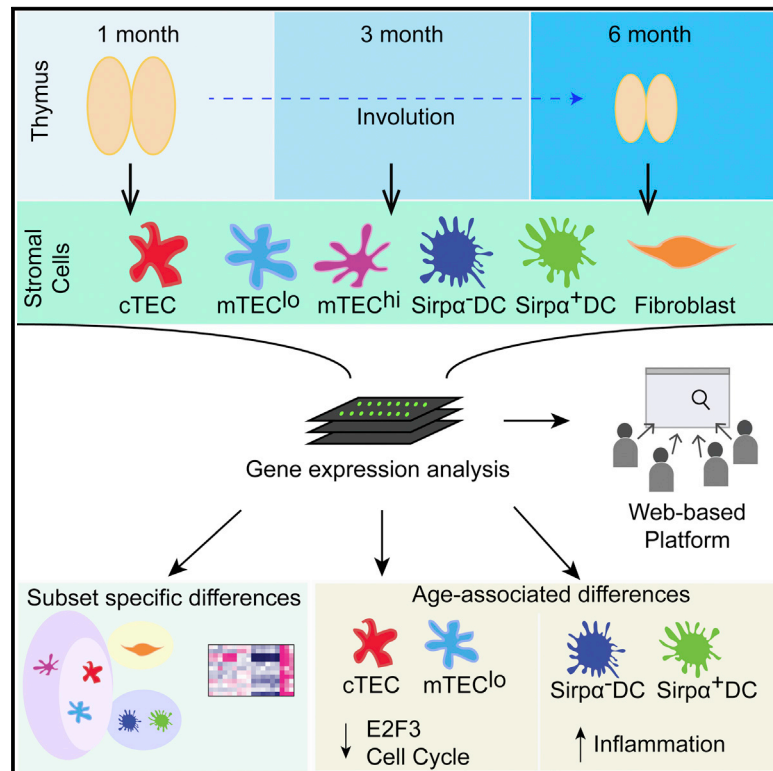 1 month
3 month
6 month
Thymus
Involution
Stromal
Cells
cTEC
mTEClo
mTEChi
Sirpα-DC
Sirpα+DC
Fibroblast
Gene expression analysis
Web-based
Platform
Subset specific differences
Age-associated differences
cTEC
mTEClo
Sirpα-DC
Sirpα+DC
↓ E2F3
Cell Cycle
↑ Inflammation